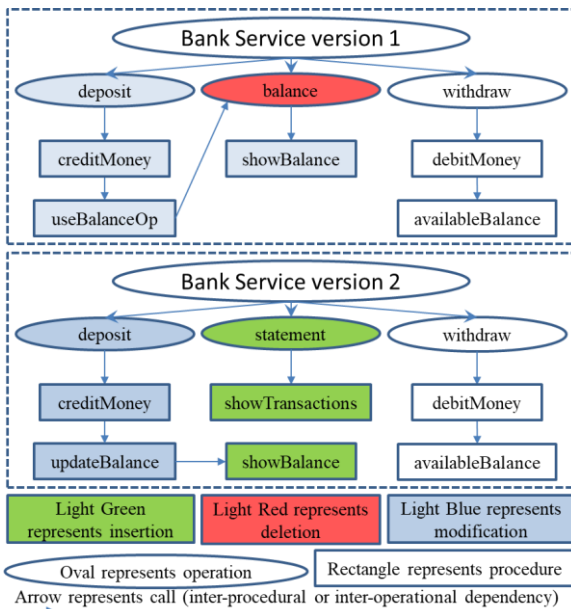 Bank Service version 1
deposit
balance
withdraw
creditMoney
showBalance
debitMoney
useBalanceOp
availableBalance
Bank Service version 2
deposit
statement
withdraw
creditMoney
showTransactions
debitMoney
updateBalance
showBalance
availableBalance
Light Green
represents insertion
Light Red represents
deletion
Light Blue represents
modification
Oval represents operation
Rectangle represents procedure
Arrow represents call (inter-procedural or inter-operational dependency)